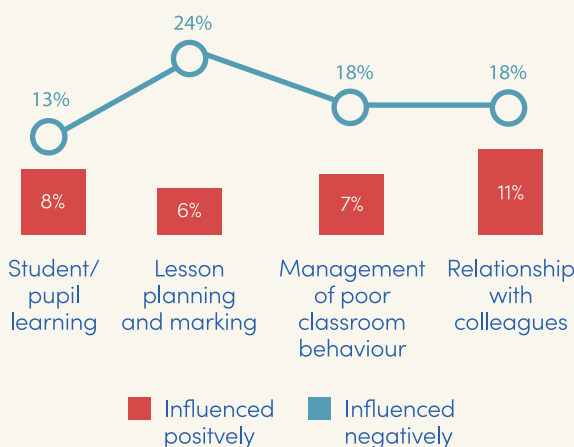 24%
18%
18%
13%
8%
6%
7%
11%
Student/
pupil
learning
Lesson
planning
and marking
Management
of poor
classroom
behaviour
Relationship
with
colleagues
Influenced
positvely
Influenced
negatively